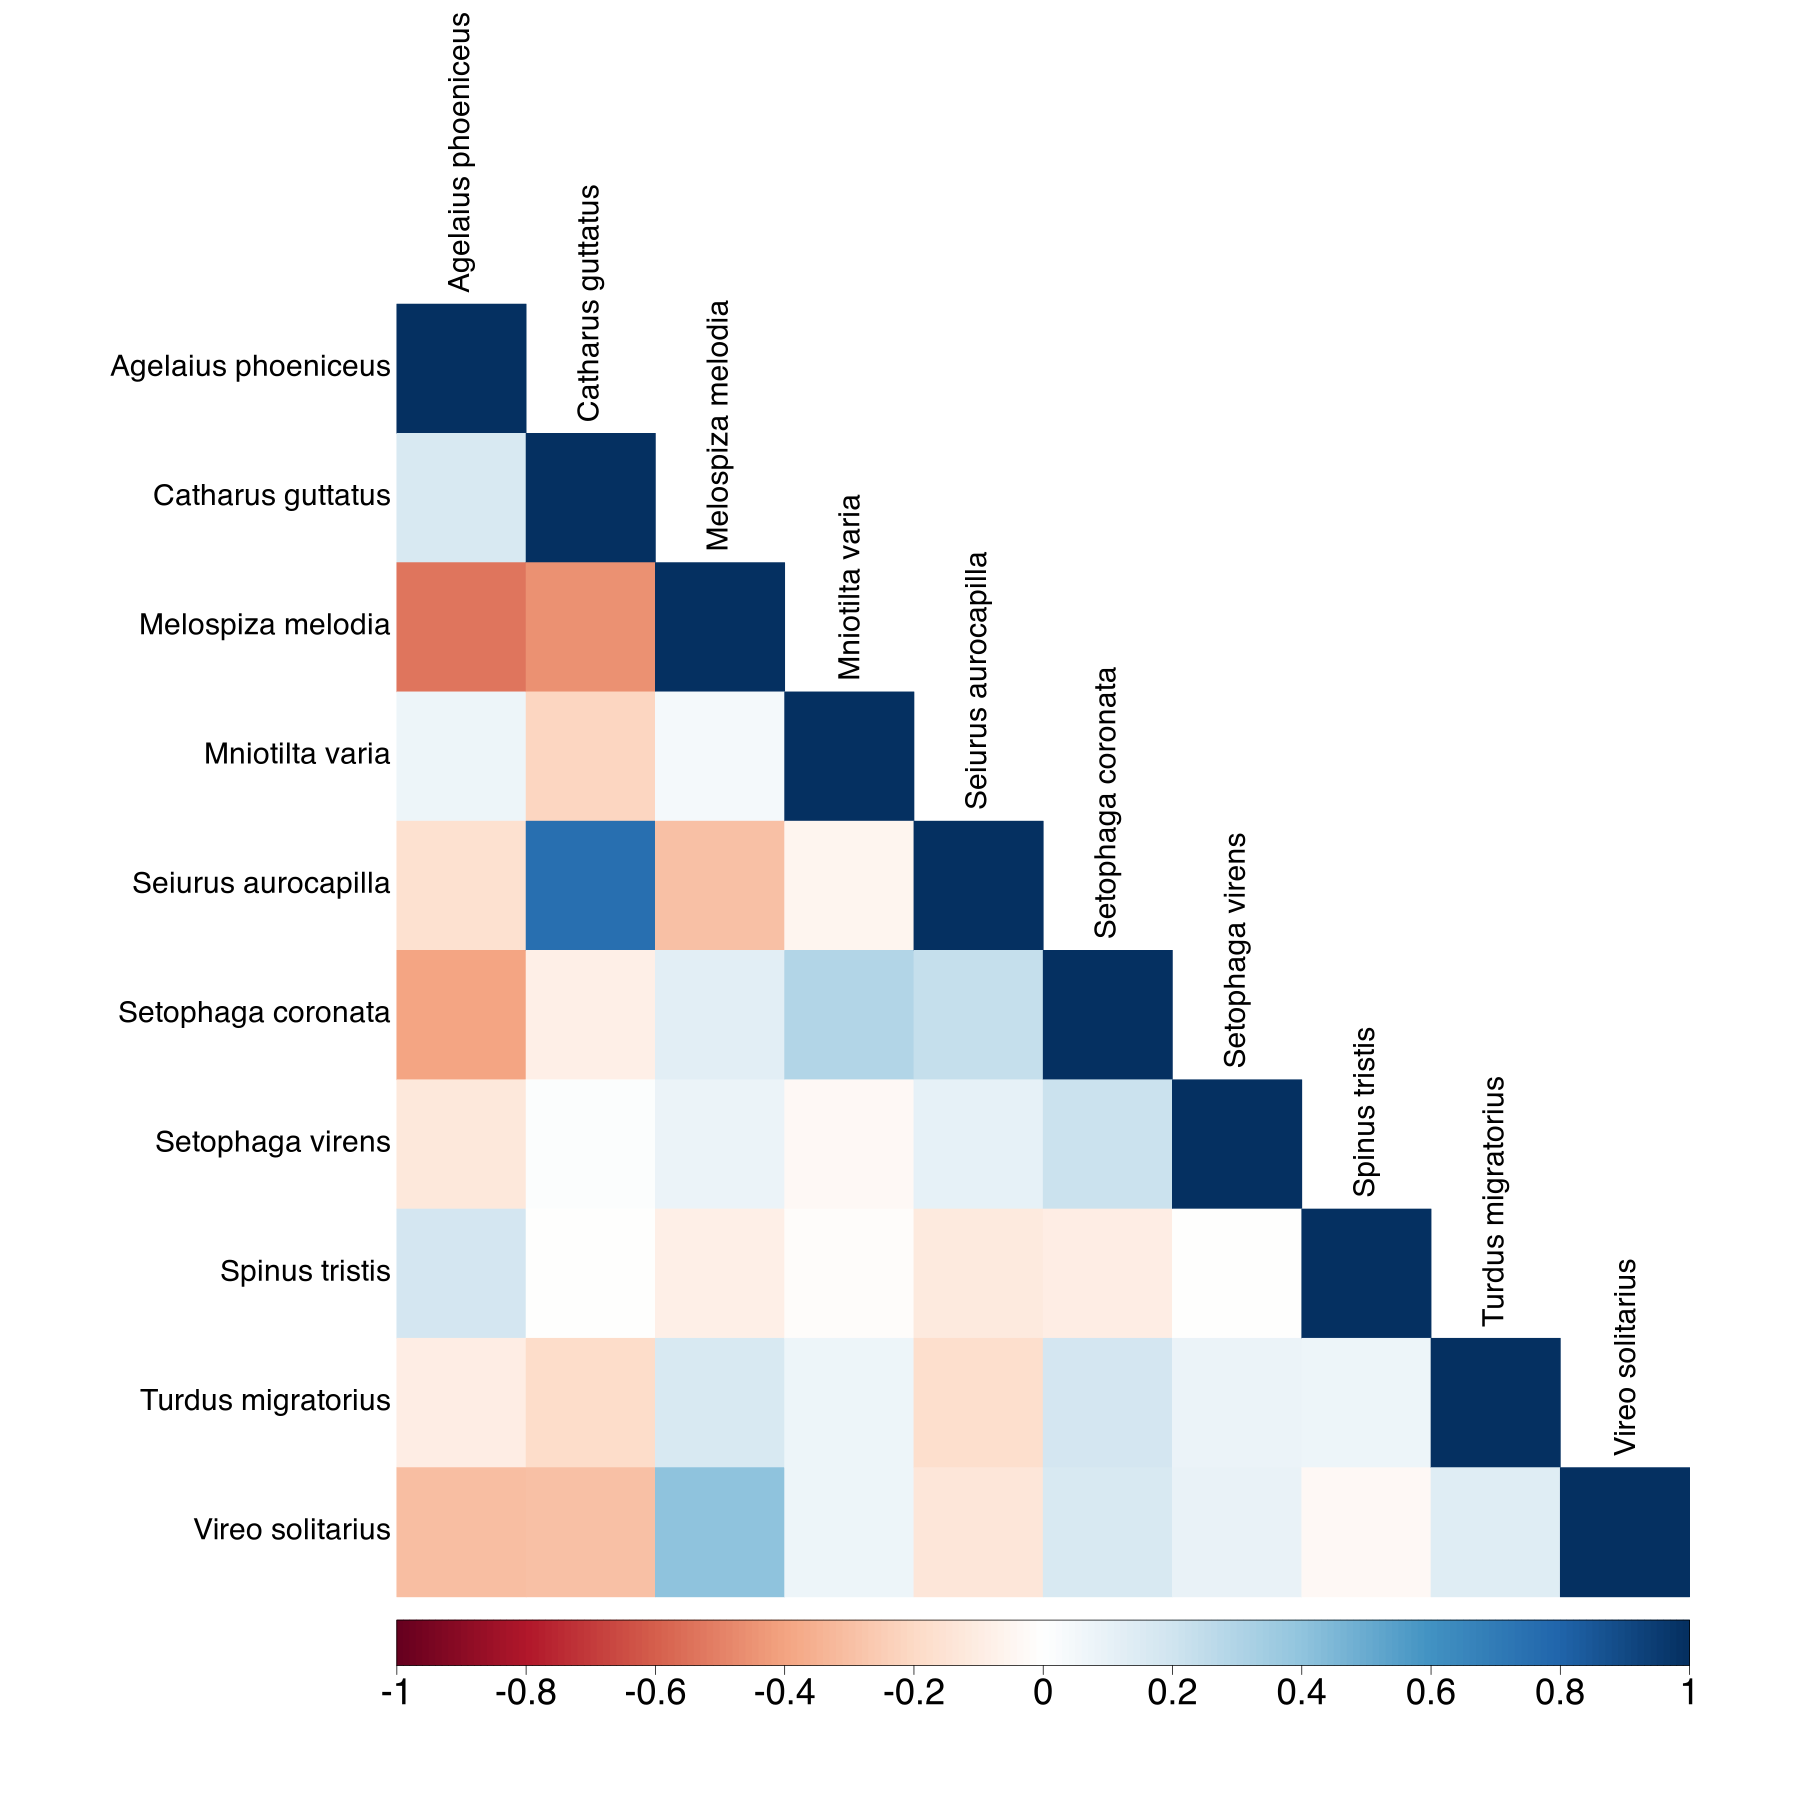 Agelaius phoeniceus
Catharus guttatus
Melospiza melodia
Mniotilta varia
Seiurus aurocapilla
Setophaga coronata
Setophaga virens
Spinus tristis
Turdus migratorius
Vireo solitarius
Agelaius phoeniceus
Catharus guttatus
Melospiza melodia
Mniotilta varia
Seiurus aurocapilla
Setophaga coronata
Setophaga virens
Spinus tristis
Turdus migratorius
Vireo solitarius
-1 -0.8 -0.6 -0.4 -0.2 0 0.2 0.4 0.6 0.8 1